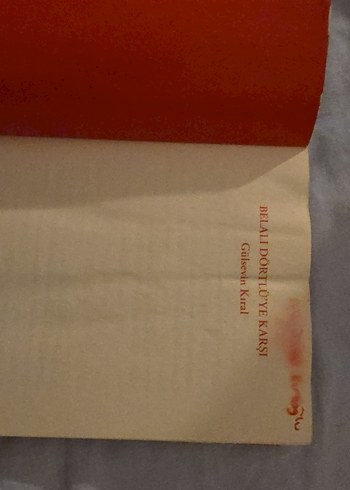 BELALI DÖRTLÜ'YE KARŞI
Gülsevin Kıral